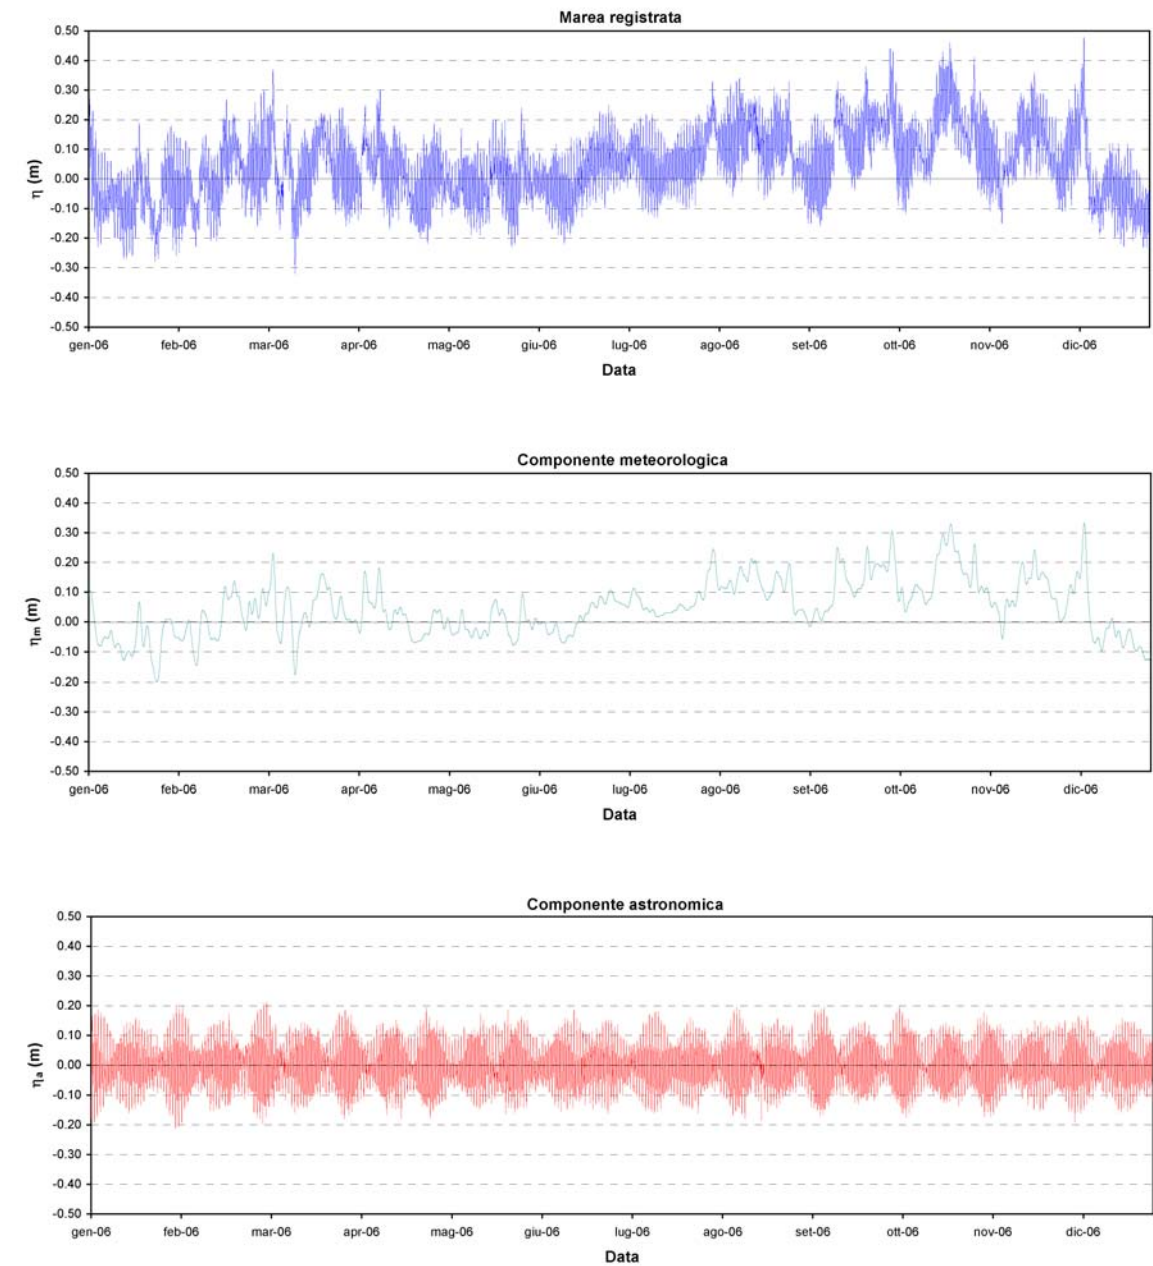 Marea registrata
0.50
0.40
0.30
0.20
0.10
0.00
-0.10
-0.20
-0.30
-0.40
-0.50
η (m)
gen-06 feb-06 mar-06 apr-06 mag-06 giu-06 lug-06 ago-06 set-06 ott-06 nov-06 dic-06
Data
Componente meteorologica
0.50
0.40
0.30
0.20
0.10
0.00
-0.10
-0.20
-0.30
-0.40
-0.50
ηm (m)
gen-06 feb-06 mar-06 apr-06 mag-06 giu-06 lug-06 ago-06 set-06 ott-06 nov-06 dic-06
Data
Componente astronomica
0.50
0.40
0.30
0.20
0.10
0.00
-0.10
-0.20
-0.30
-0.40
-0.50
ηa (m)
gen-06 feb-06 mar-06 apr-06 mag-06 giu-06 lug-06 ago-06 set-06 ott-06 nov-06 dic-06
Data